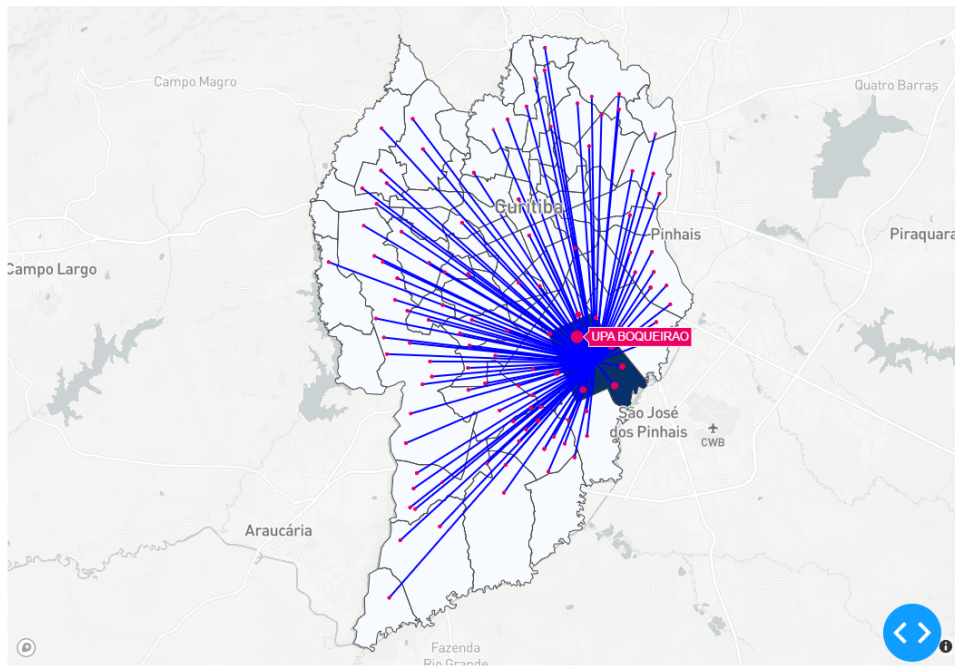 Campo Magro
Quatro Barras
Curitiba
Pinhais
Piraquara
Campo Largo
UPA BOQUEIRAO
São José
dos Pinhais
CWB
Araucária
Fazenda
Rio Grande